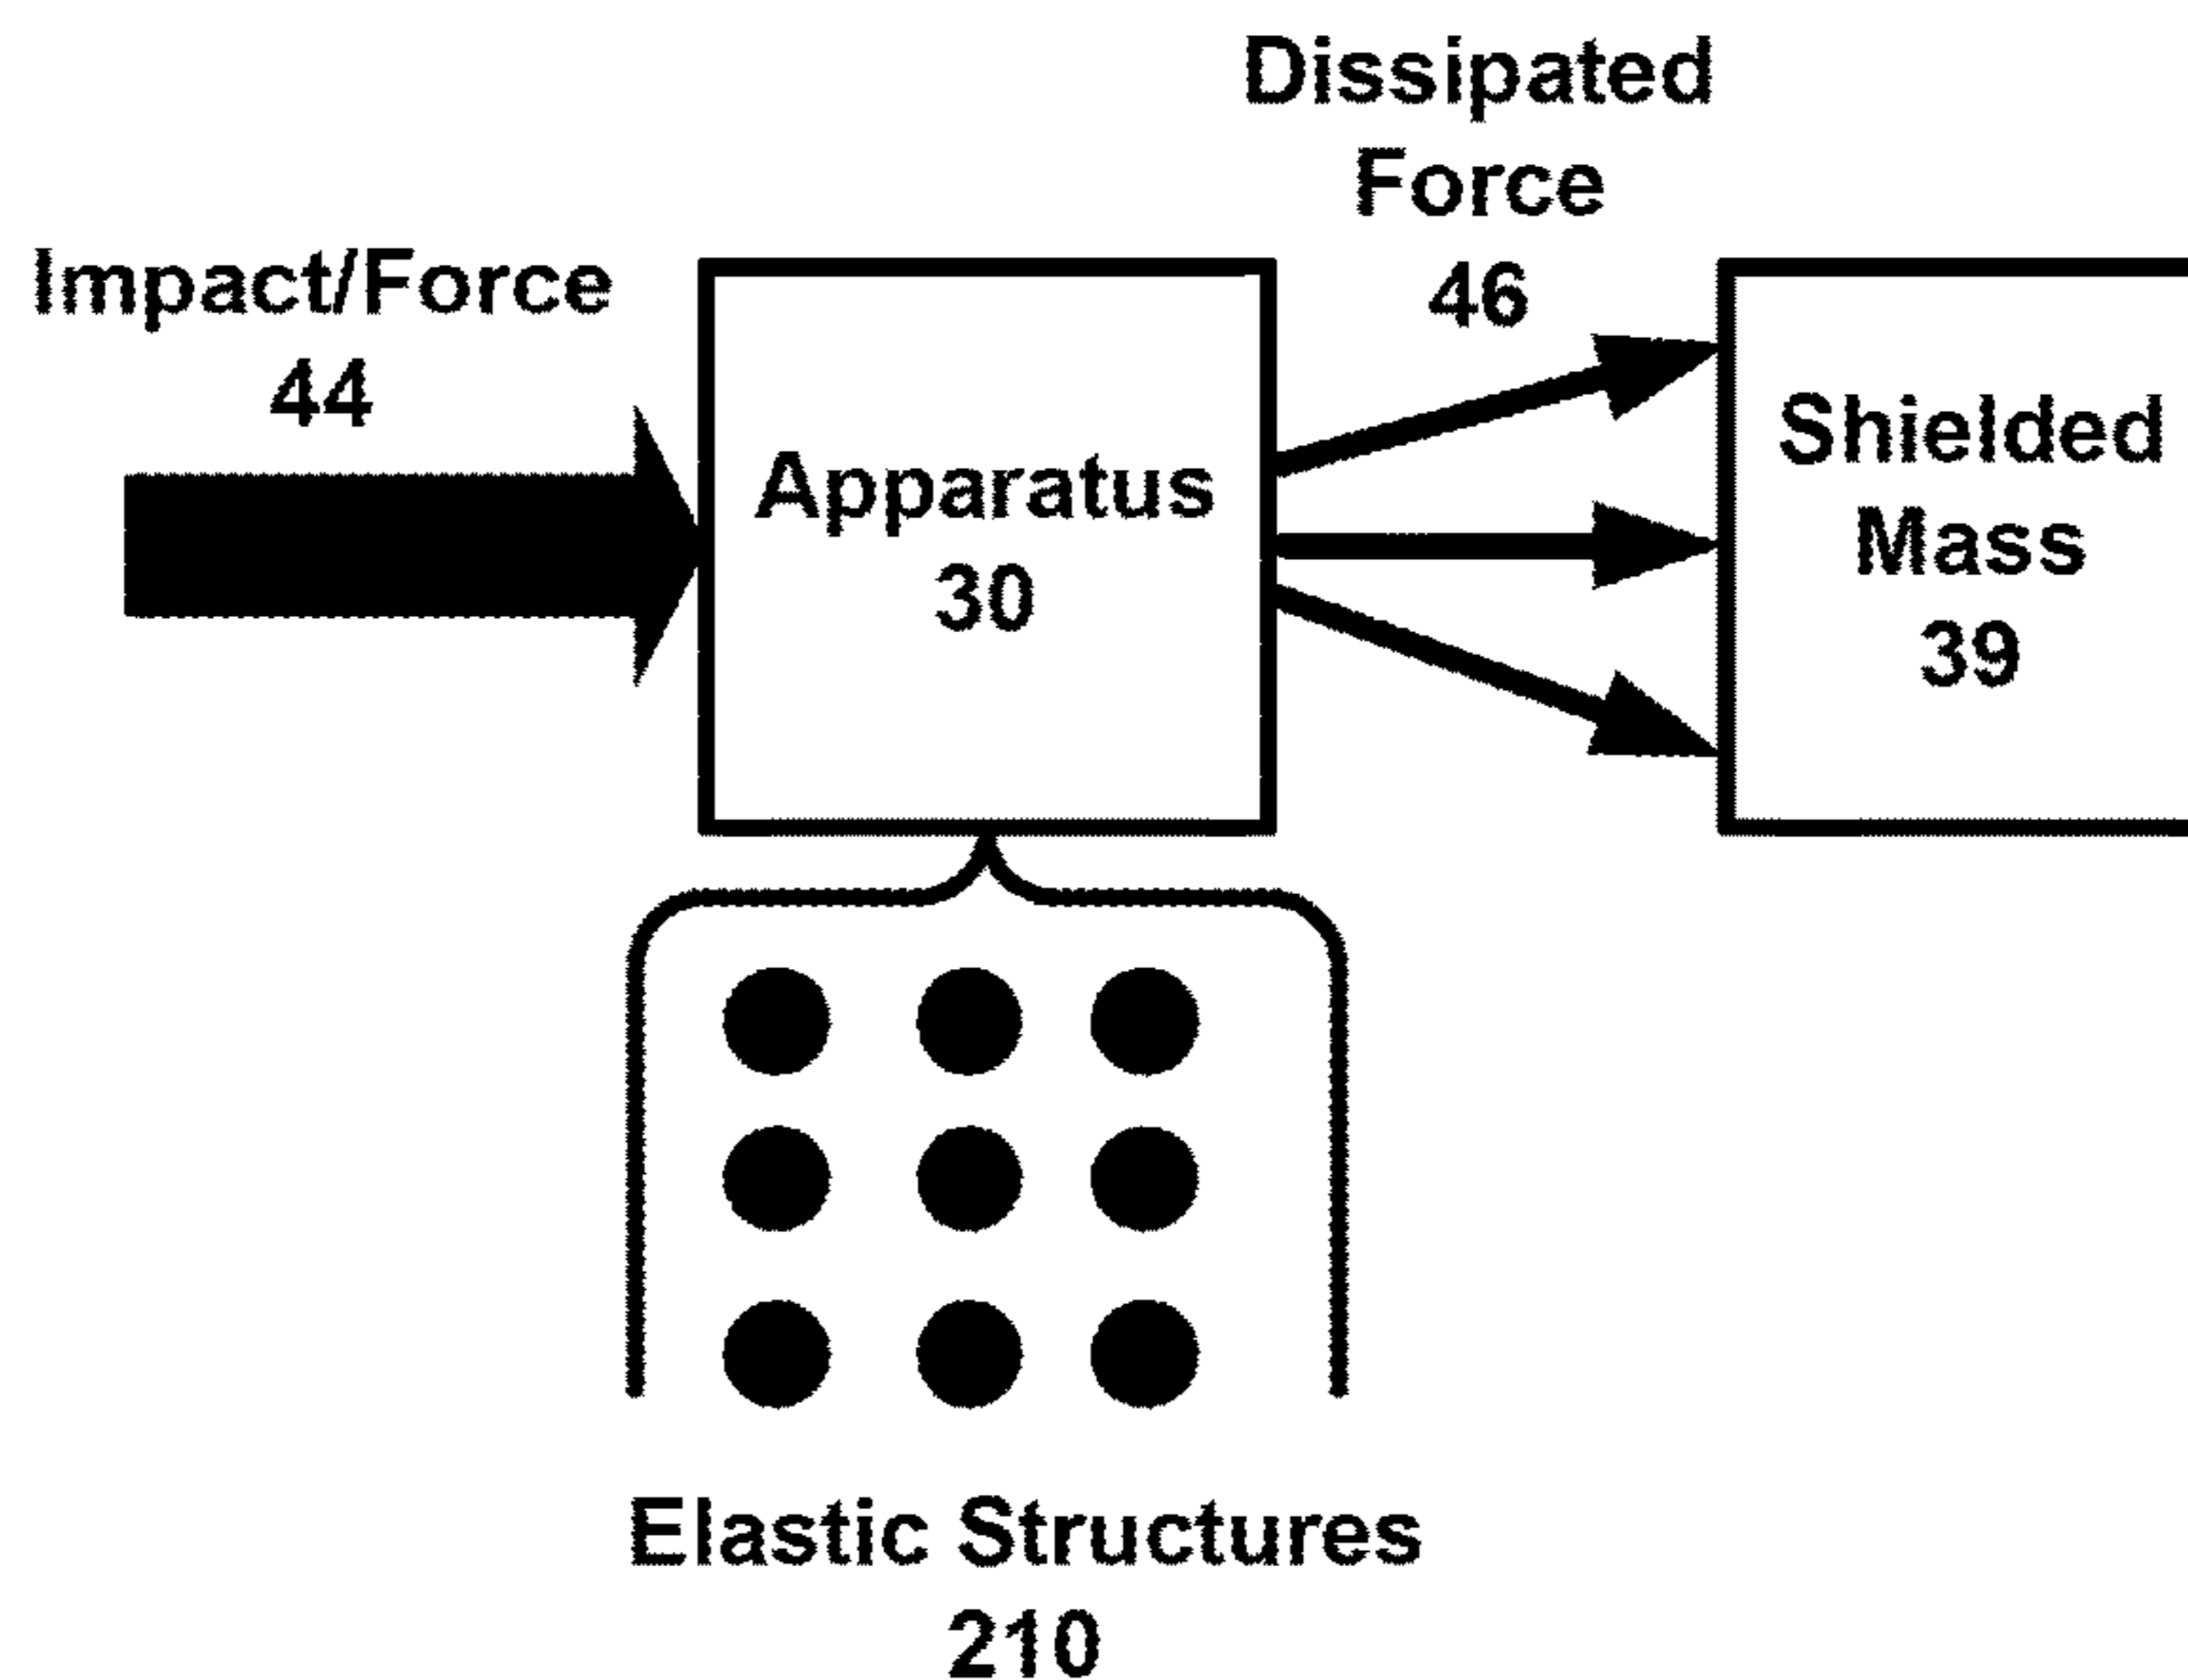 Impact/Force
44
Apparatus
30
Dissipated
Force
46
Shielded
Mass
39
Elastic Structures
210